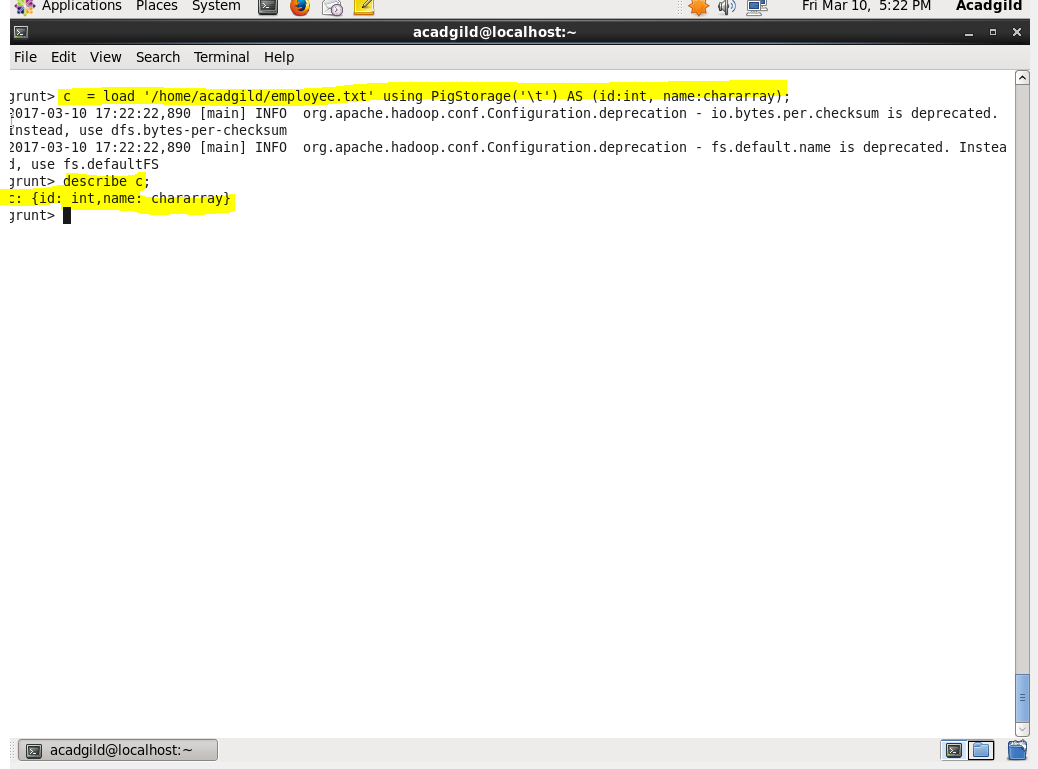 Applications Places System Fri Mar 10, 5:22 PM Acadgild
acadgild@localhost:~
File Edit View Search Terminal Help
grunt> c  = load '/home/acadgild/employee.txt' using PigStorage('\t') AS (id:int, name:chararray);
2017-03-10 17:22:22,890 [main] INFO  org.apache.hadoop.conf.Configuration.deprecation - io.bytes.per.checksum is deprecated.
Instead, use dfs.bytes-per-checksum
2017-03-10 17:22:22,890 [main] INFO  org.apache.hadoop.conf.Configuration.deprecation - fs.default.name is deprecated. Instea
d, use fs.defaultFS
grunt> describe c;
c: {id: int,name: chararray}
grunt>
acadgild@localhost:~